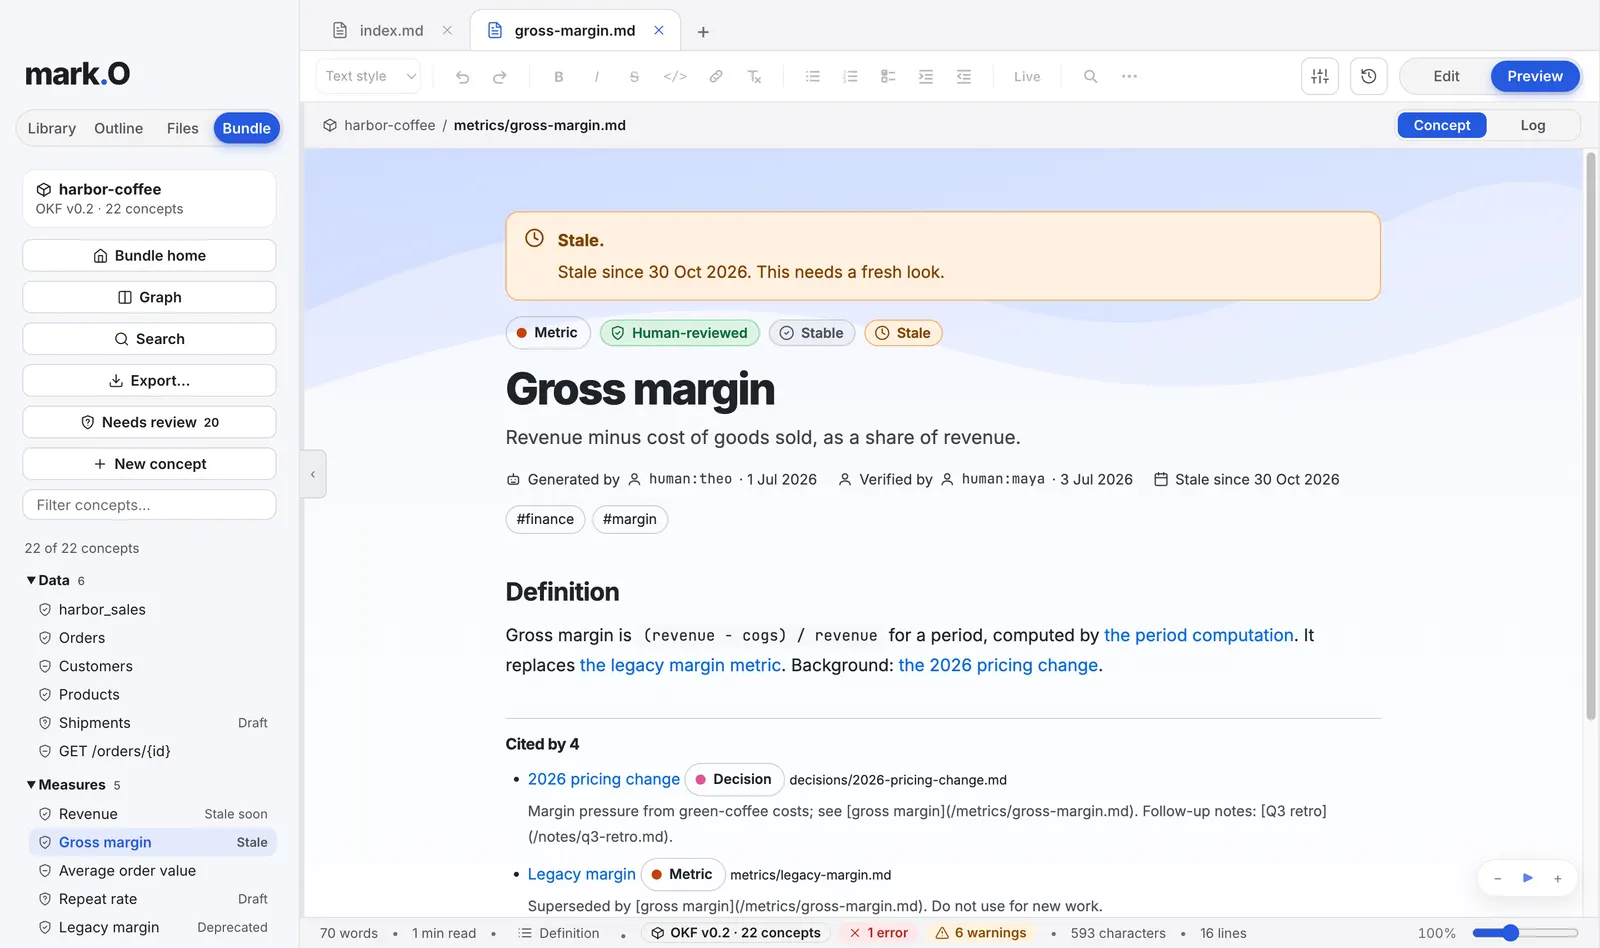 mark.O
Library Outline Files Bundle
harbor-coffee
OKF v0.2 · 22 concepts
Bundle home
Graph
Search
Export...
Needs review 20
New concept
Filter concepts...
22 of 22 concepts
Data 6
harbor_sales
Orders
Customers
Products
Shipments Draft
GET /orders/{id}
Measures 5
Revenue Stale soon
Gross margin Stale
Average order value
Repeat rate Draft
Legacy margin Deprecated
index.md gross-margin.md
Text style B I S </> Live Edit Preview
harbor-coffee / metrics/gross-margin.md Concept Log
Stale.
Stale since 30 Oct 2026. This needs a fresh look.
Metric Human-reviewed Stable Stale
Gross margin
Revenue minus cost of goods sold, as a share of revenue.
Generated by human:theo · 1 Jul 2026 Verified by human:maya · 3 Jul 2026 Stale since 30 Oct 2026
#finance #margin
Definition
Gross margin is (revenue - cogs) / revenue for a period, computed by the period computation. It
replaces the legacy margin metric. Background: the 2026 pricing change.
Cited by 4
• 2026 pricing change Decision decisions/2026-pricing-change.md
Margin pressure from green-coffee costs; see [gross margin](/metrics/gross-margin.md). Follow-up notes: [Q3 retro]
(/notes/q3-retro.md).
• Legacy margin Metric metrics/legacy-margin.md
Superseded by [gross margin](/metrics/gross-margin.md). Do not use for new work.
70 words • 1 min read • Definition • OKF v0.2 · 22 concepts 1 error 6 warnings • 593 characters • 16 lines 100%